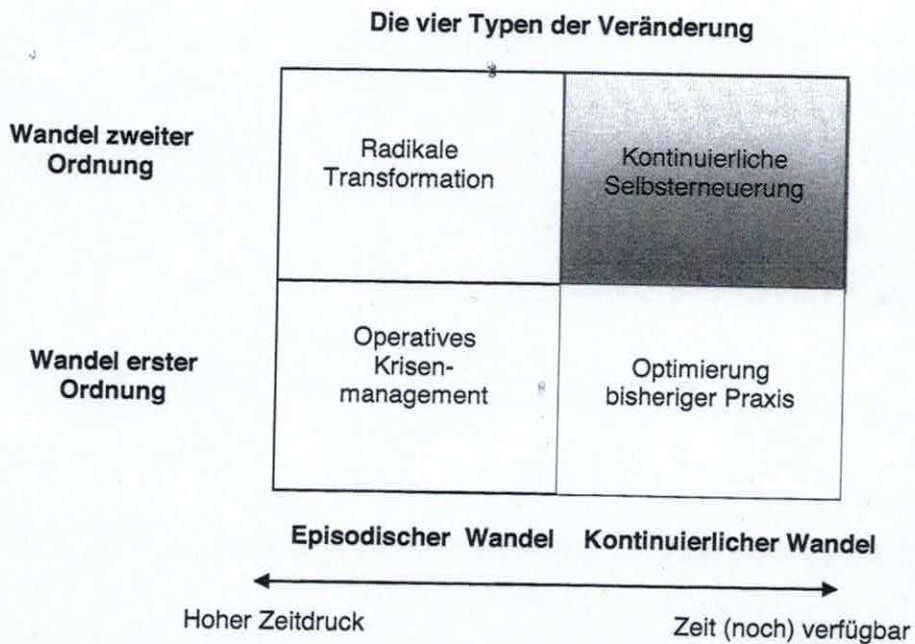 Die vier Typen der Veränderung
Wandel zweiter
Ordnung
Radikale
Transformation
Kontinuierliche
Selbsterneuerung
Wandel erster
Ordnung
Operatives
Krisen-
management
Optimierung
bisheriger Praxis
Episodischer Wandel
Kontinuierlicher Wandel
Hoher Zeitdruck
Zeit (noch) verfügbar